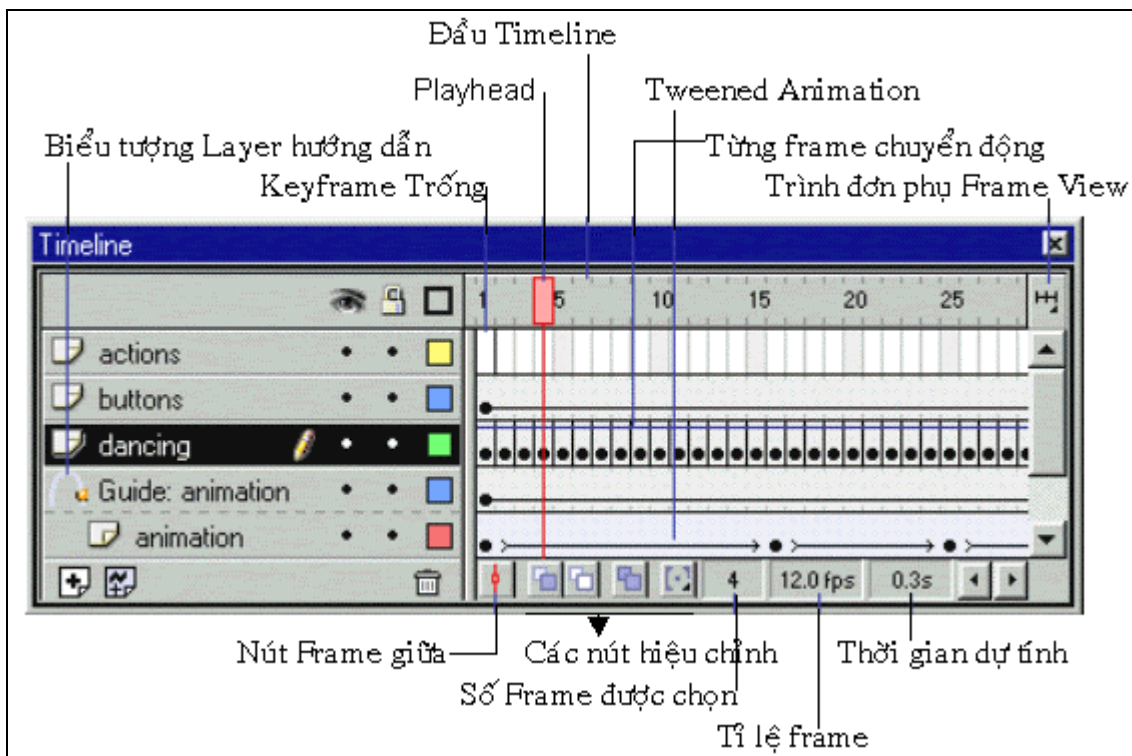 Đầu Timeline
Playhead
Tweened Animation
Biểu tượng Layer hướng dẫn
Từng frame chuyển động
Keyframe Trống
Trình đơn phụ Frame View
Timeline
1 5 10 15 20 25
actions
buttons
dancing
Guide: animation
animation
4 12.0 fps 0.3s
Nút Frame giữa
Các nút hiệu chỉnh
Thời gian dự tính
Số Frame được chọn
Tỉ lệ frame